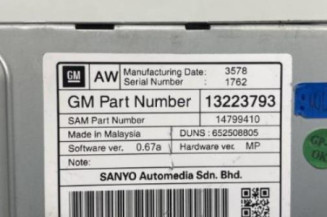 GM AW Manufacturing Date: 3578
Serial Number : 1762
GM Part Number 13223793
SAM Part Number 14799410
Made in Malaysia DUNS : 652508805
Software ver. 0.67a Hardware ver. MP
Note:
SANYO Automedia Sdn. Bhd.